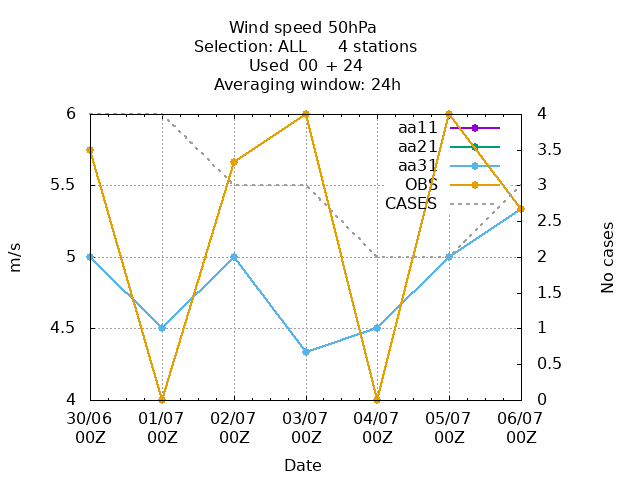 Wind speed 50hPa
Selection: ALL      4 stations
Used  00  + 24
Averaging window: 24h
6
5.5
5
4.5
4
m/s
4
3.5
3
2.5
2
1.5
1
0.5
0
No cases
aa11
aa21
aa31
OBS
CASES
30/06 01/07 02/07 03/07 04/07 05/07 06/07
00Z 00Z 00Z 00Z 00Z 00Z 00Z
Date